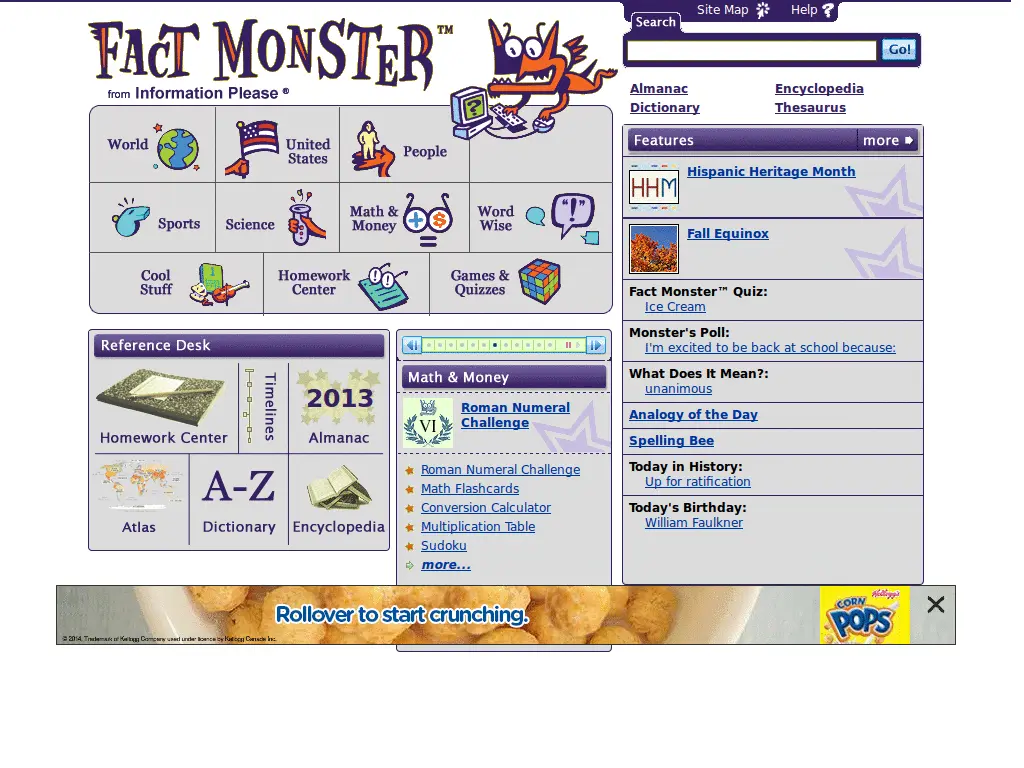 Site Map
Help ?
Search
Go!
FACT MONSTER™
from Information Please ®
Almanac
Encyclopedia
Dictionary
Thesaurus
World
United
States
People
Sports
Science
Math &
Money
Word
Wise
Cool
Stuff
Homework
Center
Games &
Quizzes
Features
more
HHM
Hispanic Heritage Month
Fall Equinox
Fact Monster™ Quiz:
Ice Cream
Monster's Poll:
I'm excited to be back at school because:
What Does It Mean?:
unanimous
Analogy of the Day
Spelling Bee
Today in History:
Up for ratification
Today's Birthday:
William Faulkner
Reference Desk
Homework Center
Timelines
2013
Almanac
Atlas
A-Z
Dictionary
Encyclopedia
Math & Money
VI
Roman Numeral
Challenge
Roman Numeral Challenge
Math Flashcards
Conversion Calculator
Multiplication Table
Sudoku
more...
Rollover to start crunching.
© 2014, Trademark of Kellogg Company used under licence by Kellogg Canada Inc.
Kellogg's
CORN
POPS